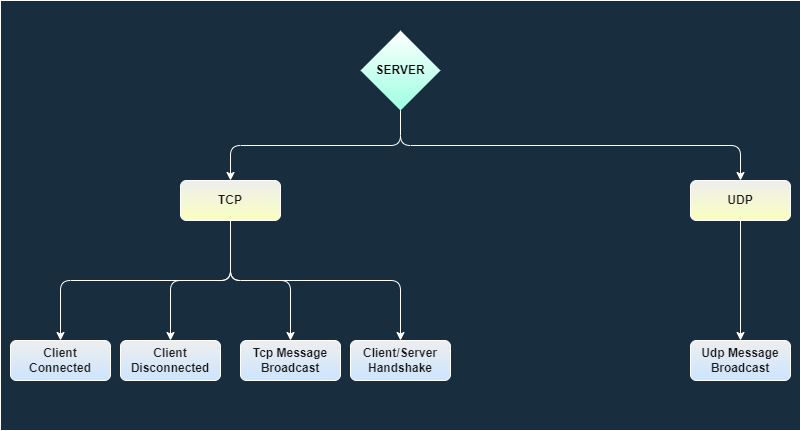 SERVER
TCP
UDP
Client
Connected
Client
Disconnected
Tcp Message
Broadcast
Client/Server
Handshake
Udp Message
Broadcast